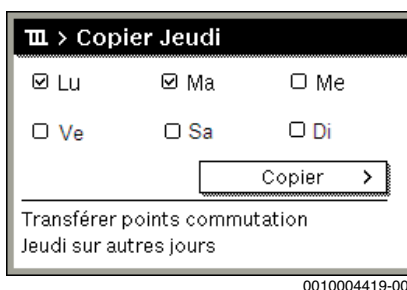 > Copier Jeudi
Lu Ma Me
Ve Sa Di
Copier >
Transférer points commutation
Jeudi sur autres jours
0010004419-00